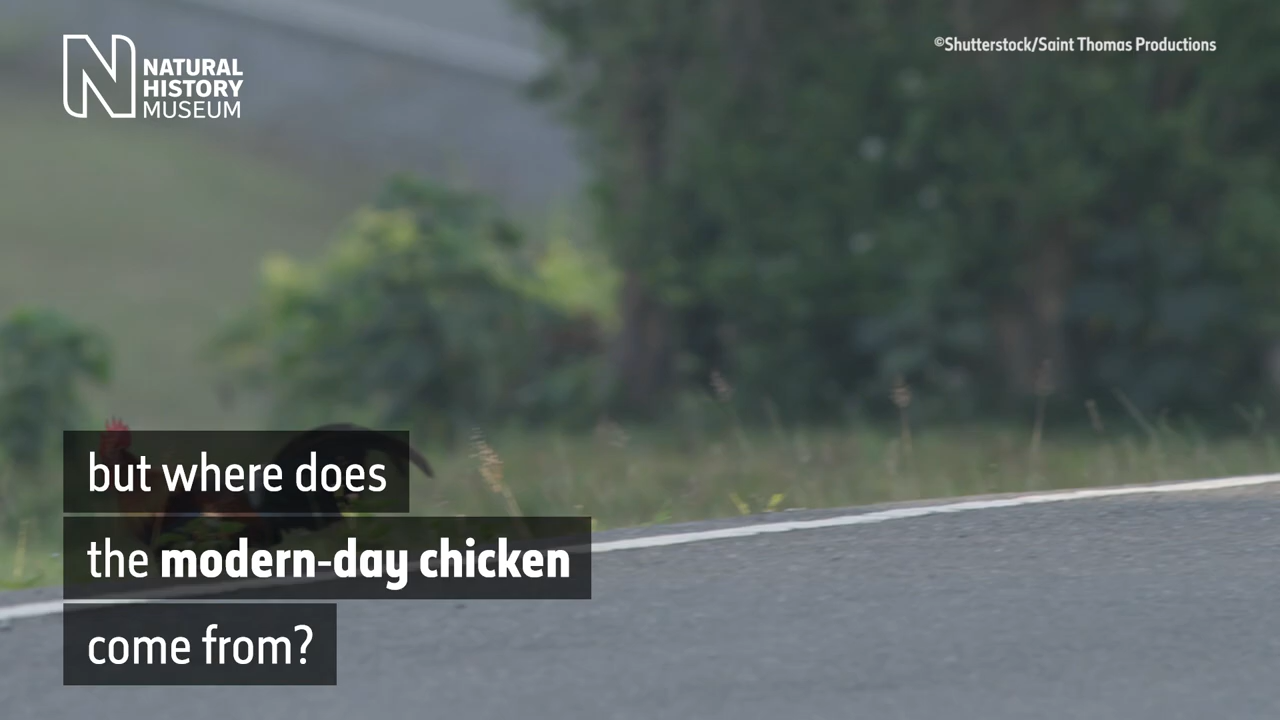 NATURAL
HISTORY
MUSEUM
©Shutterstock/Saint Thomas Productions
but where does
the modern-day chicken
come from?